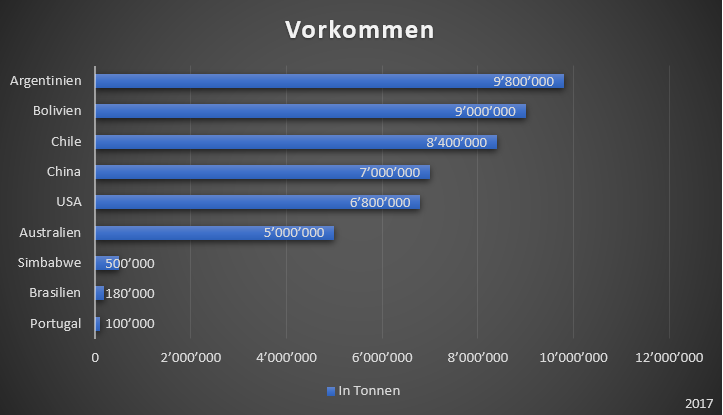 Vorkommen
Argentinien 9’800’000
Bolivien 9’000’000
Chile 8’400’000
China 7’000’000
USA 6’800’000
Australien 5’000’000
Simbabwe 500’000
Brasilien 180’000
Portugal 100’000
0 2’000’000 4’000’000 6’000’000 8’000’000 10’000’000 12’000’000
In Tonnen
2017